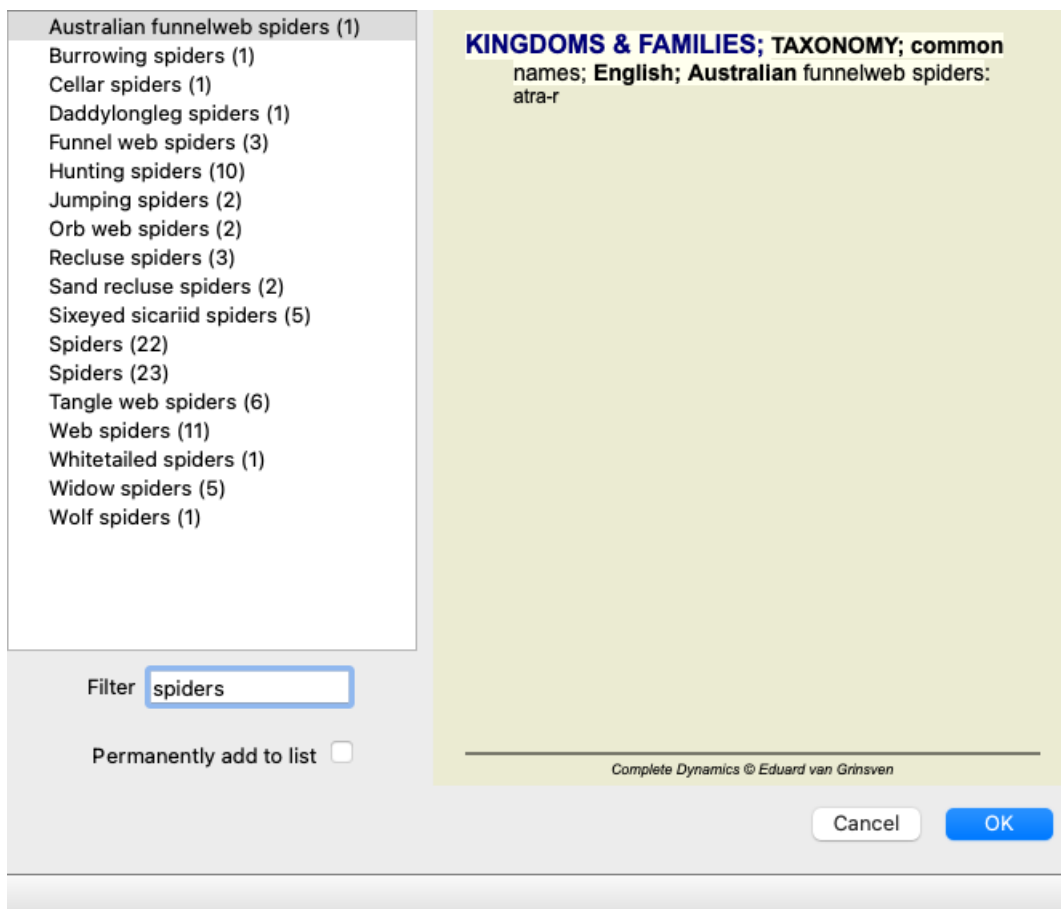 Australian funnelweb spiders (1)
Burrowing spiders (1)
Cellar spiders (1)
Daddylongleg spiders (1)
Funnel web spiders (3)
Hunting spiders (10)
Jumping spiders (2)
Orb web spiders (2)
Recluse spiders (3)
Sand recluse spiders (2)
Sixeyed sicariid spiders (5)
Spiders (22)
Spiders (23)
Tangle web spiders (6)
Web spiders (11)
Whitetailed spiders (1)
Widow spiders (5)
Wolf spiders (1)
Filter spiders
Permanently add to list
KINGDOMS & FAMILIES; TAXONOMY; common
names; English; Australian funnelweb spiders:
atra-r
Complete Dynamics © Eduard van Grinsven
Cancel
OK